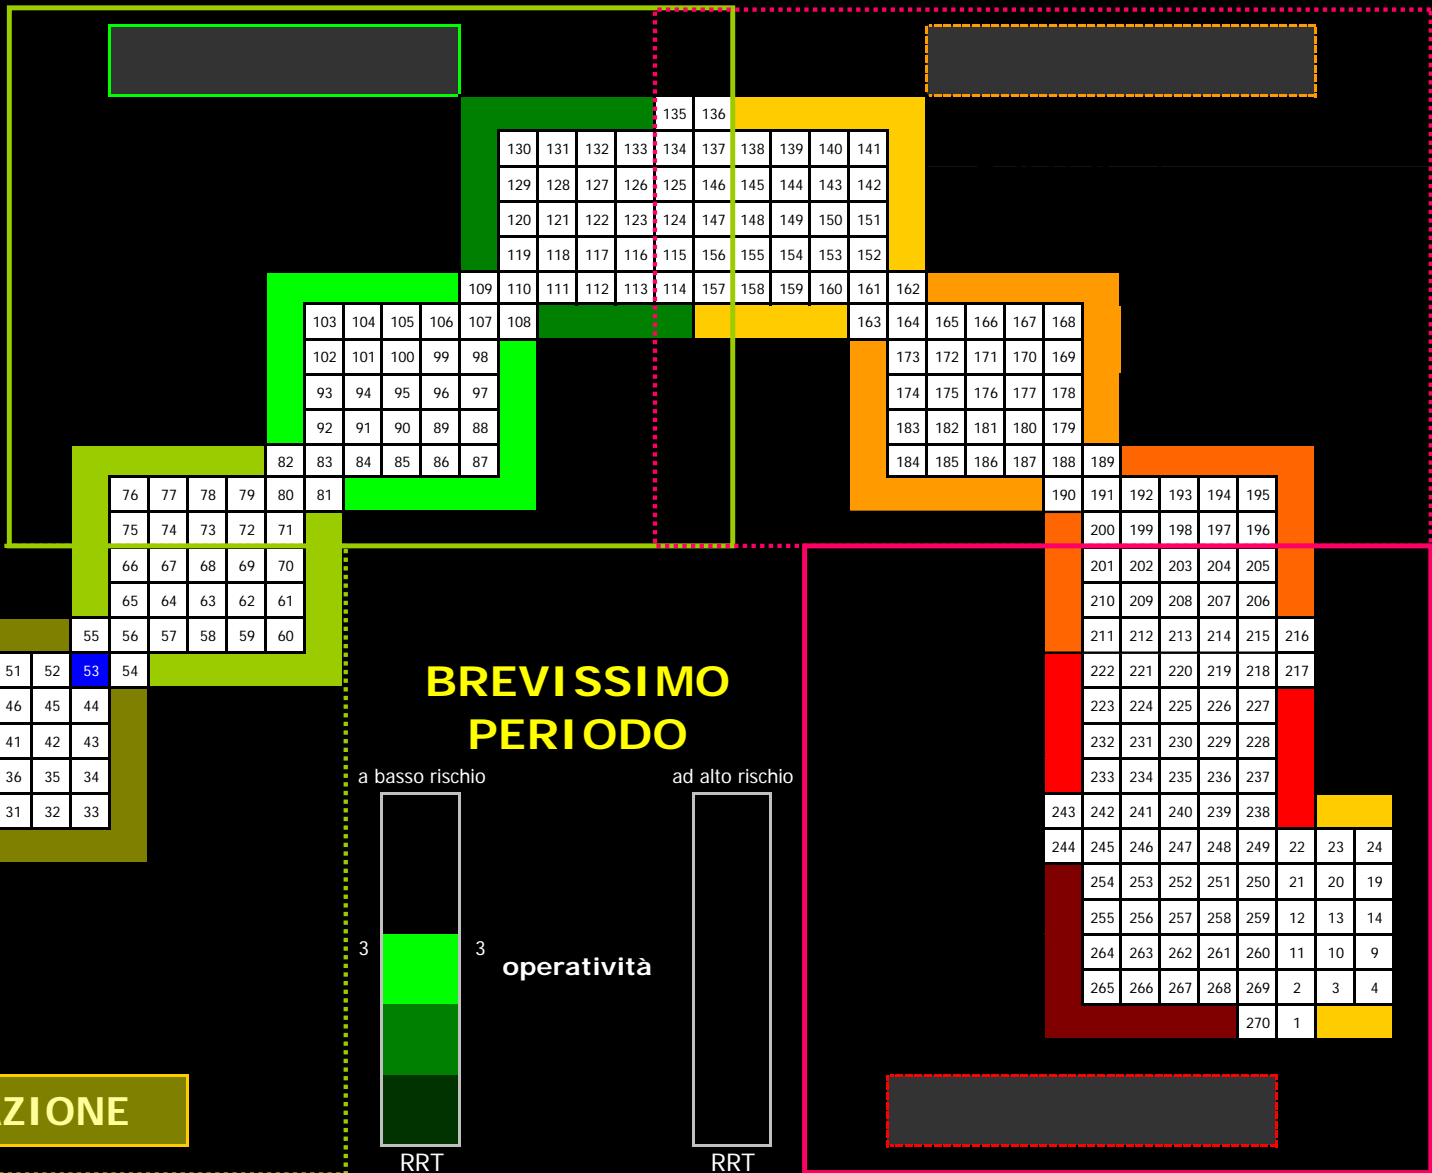 135 136
130 131 132 133 134 137 138 139 140 141
129 128 127 126 125 146 145 144 143 142
120 121 122 123 124 147 148 149 150 151
119 118 117 116 115 156 155 154 153 152
109 110 111 112 113 114 157 158 159 160 161 162
103 104 105 106 107 108 163 164 165 166 167 168
102 101 100 99 98 173 172 171 170 169
93 94 95 96 97 174 175 176 177 178
92 91 90 89 88 183 182 181 180 179
82 83 84 85 86 87 184 185 186 187 188 189
76 77 78 79 80 81 190 191 192 193 194 195
75 74 73 72 71 200 199 198 197 196
66 67 68 69 70 201 202 203 204 205
65 64 63 62 61 210 209 208 207 206
55 56 57 58 59 60 211 212 213 214 215 216
51 52 53 54 222 221 220 219 218 217
46 45 44 223 224 225 226 227
41 42 43 232 231 230 229 228
36 35 34 233 234 235 236 237
31 32 33 243 242 241 240 239 238
244 245 246 247 248 249 22 23 24
254 253 252 251 250 21 20 19
255 256 257 258 259 12 13 14
264 263 262 261 260 11 10 9
265 266 267 268 269 2 3 4
270 1
BREVISSIMO
PERIODO
a basso rischio ad alto rischio
3 3 operatività
RRT RRT
AZIONE